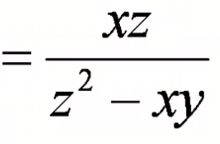 = xz / (z² − xy)